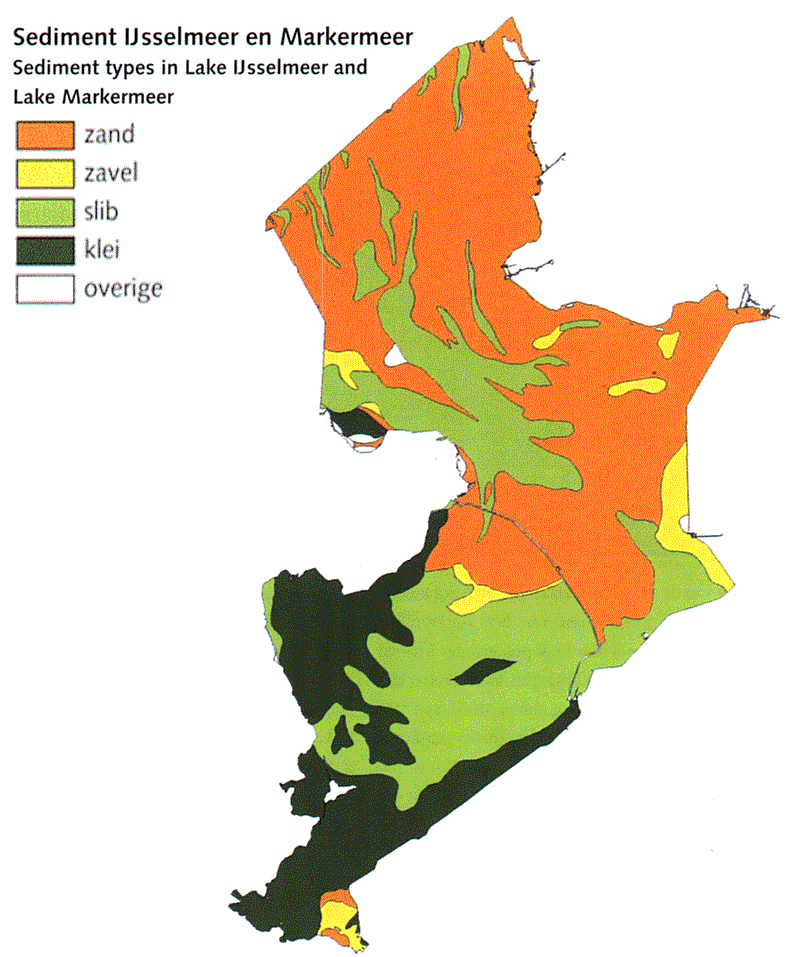 Sediment IJsselmeer en Markermeer
Sediment types in Lake IJsselmeer and
Lake Markermeer
zand
zavel
slib
klei
overige